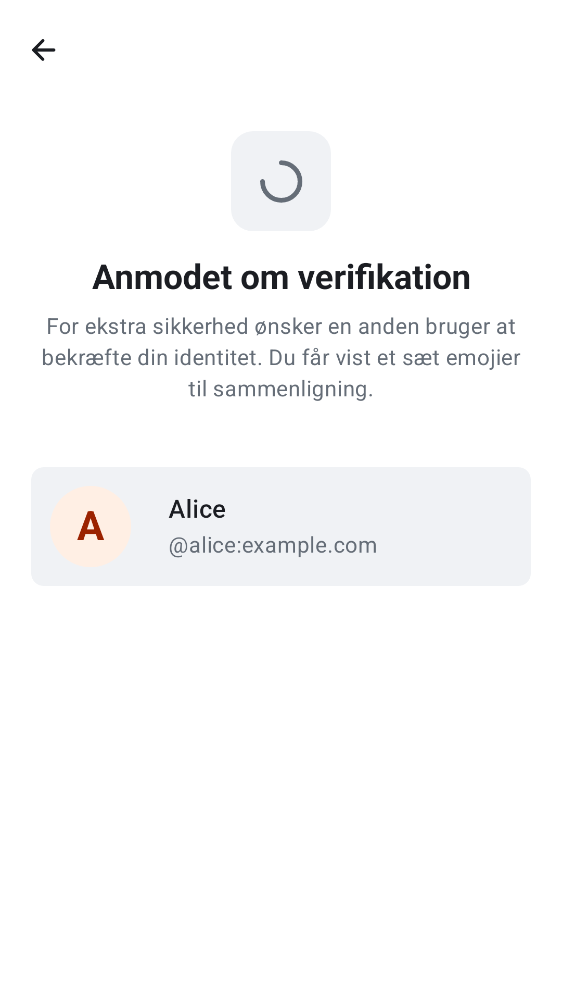 Anmodet om verifikation
For ekstra sikkerhed ønsker en anden bruger at
bekræfte din identitet. Du får vist et sæt emojier
til sammenligning.
A
Alice
@alice:example.com